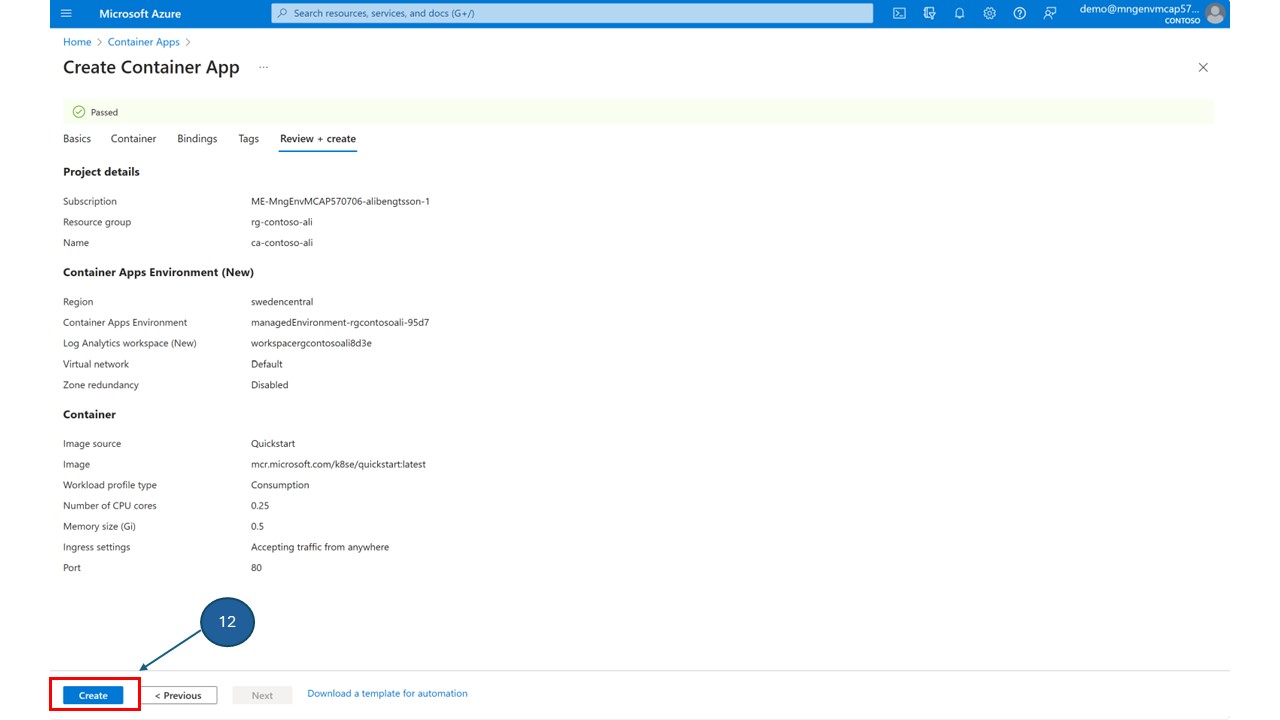 Microsoft Azure
Search resources, services, and docs (G+/)
demo@mngenvmcap57...
CONTOSO
Home > Container Apps >
Create Container App ...
Passed
Basics Container Bindings Tags Review + create
Project details
Subscription ME-MngEnvMCAP570706-alibengtsson-1
Resource group rg-contoso-ali
Name ca-contoso-ali
Container Apps Environment (New)
Region swedencentral
Container Apps Environment managedEnvironment-rgcontosoali-95d7
Log Analytics workspace (New) workspacergcontosoali8d3e
Virtual network Default
Zone redundancy Disabled
Container
Image source Quickstart
Image mcr.microsoft.com/k8se/quickstart:latest
Workload profile type Consumption
Number of CPU cores 0.25
Memory size (Gi) 0.5
Ingress settings Accepting traffic from anywhere
Port 80
12
Create < Previous Next Download a template for automation